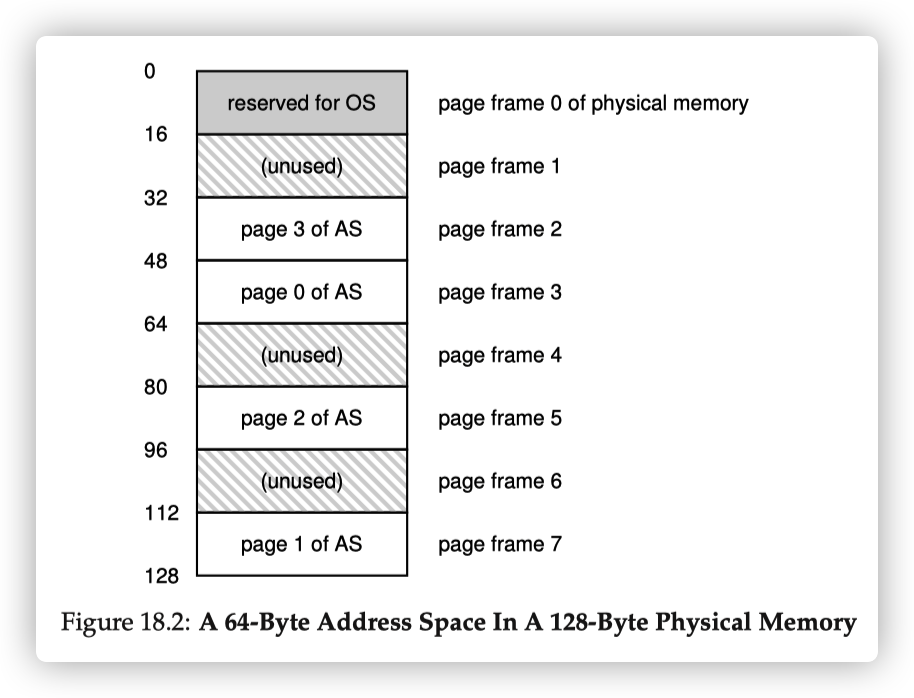 0
reserved for OS page frame 0 of physical memory
16
(unused) page frame 1
32
page 3 of AS page frame 2
48
page 0 of AS page frame 3
64
(unused) page frame 4
80
page 2 of AS page frame 5
96
(unused) page frame 6
112
page 1 of AS page frame 7
128
Figure 18.2: A 64-Byte Address Space In A 128-Byte Physical Memory